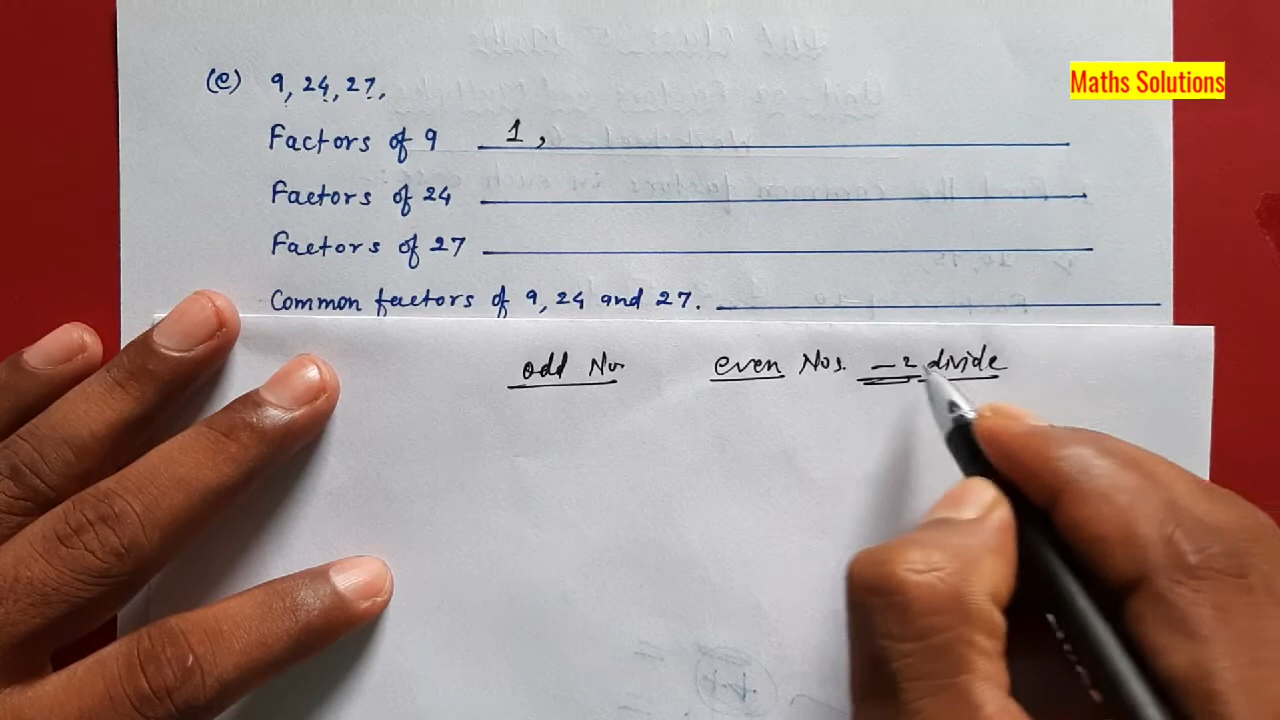 Maths Solutions
(e) 9, 24, 27,
Factors of 9 1,
Factors of 24
Factors of 27
Common factors of 9, 24 and 27.
odd No. even Nos. - 2 divide